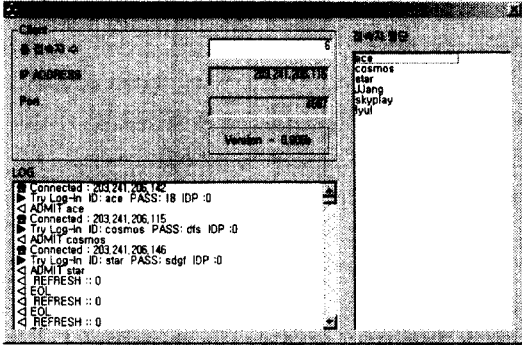 Client
총 접속자 수
6
IP ADDRESS
203,241,206,116
Port
Version - 0.900b
접속자 명단
ace
cosmos
star
JJang
skyplay
lyul
LOG
Connected : 203,241,206,142
Try Log-In ID: ace PASS: 18 IDP :0
ADMIT ace
Connected : 203,241,206,115
Try Log-In ID: cosmos PASS: dfs IDP :0
ADMIT cosmos
Connected : 203,241,206,146
Try Log-In ID: star PASS: sdgf IDP :0
ADMIT star
REFRESH :: 0
EOL
REFRESH :: 0
EOL
REFRESH :: 0